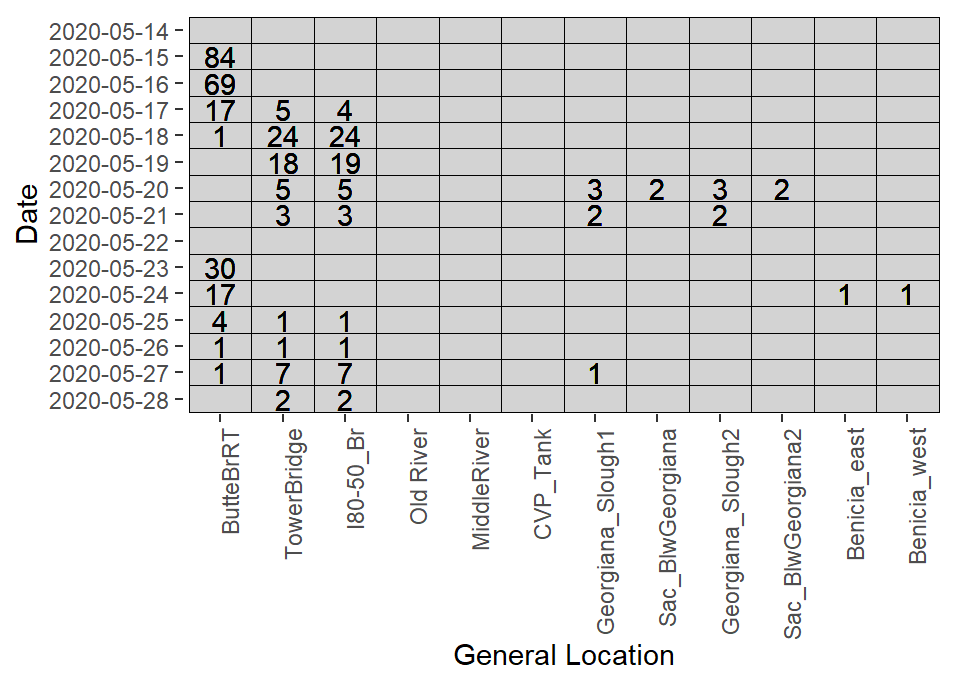 2020-05-14
2020-05-15 84
2020-05-16 69
2020-05-17 17 5 4
2020-05-18 1 24 24
2020-05-19 18 19
2020-05-20 5 5 3 2 3 2
2020-05-21 3 3 2 2
2020-05-22
2020-05-23 30
2020-05-24 17 1 1
2020-05-25 4 1 1
2020-05-26 1 1 1
2020-05-27 1 7 7 1
2020-05-28 2 2
Date
ButteBrRT
TowerBridge
I80-50_Br
Old River
MiddleRiver
CVP_Tank
Georgiana_Slough1
Sac_BlwGeorgiana
Georgiana_Slough2
Sac_BlwGeorgiana2
Benicia_east
Benicia_west
General Location